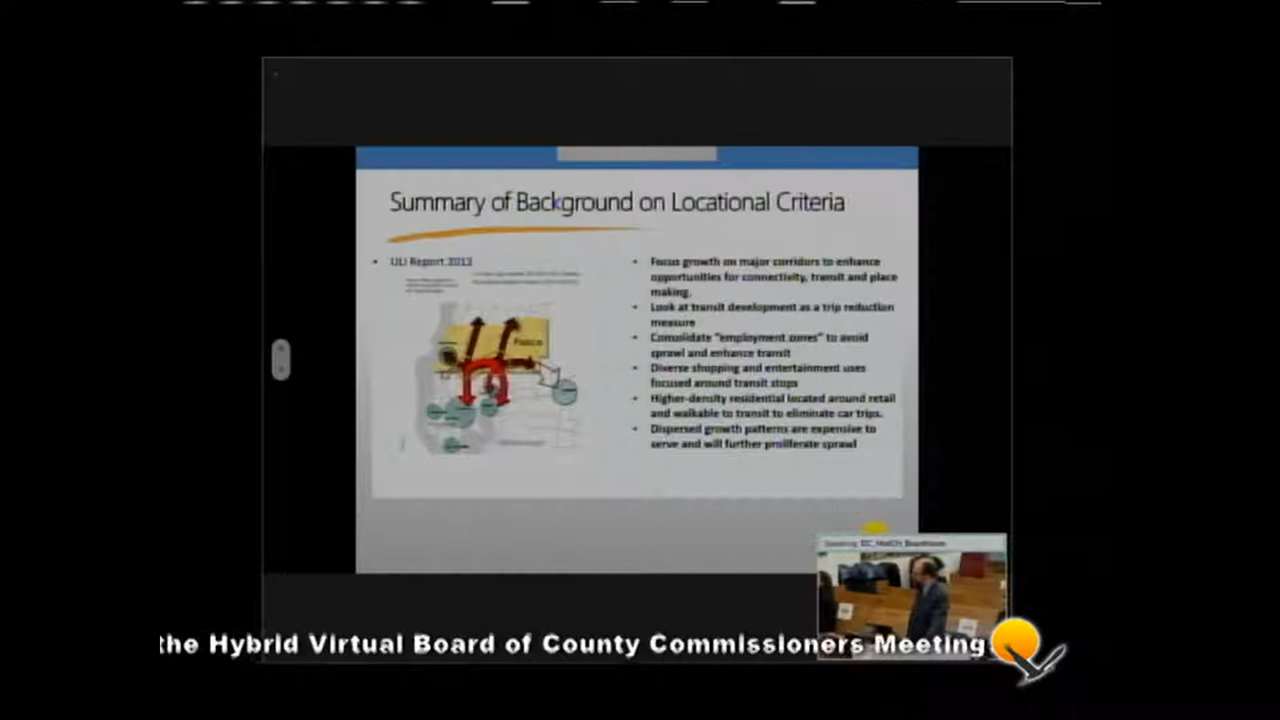 Summary of Background on Locational Criteria
• ULI Report 2013
Pasco
• Focus growth on major corridors to enhance
opportunities for connectivity, transit and place
making.
• Look at transit development as a trip reduction
measure
• Consolidate "employment zones" to avoid
sprawl and enhance transit
• Diverse shopping and entertainment uses
focused around transit stops
• Higher-density residential located around retail
and walkable to transit to eliminate car trips.
• Dispersed growth patterns are expensive to
serve and will further proliferate sprawl
the Hybrid Virtual Board of County Commissioners Meeting